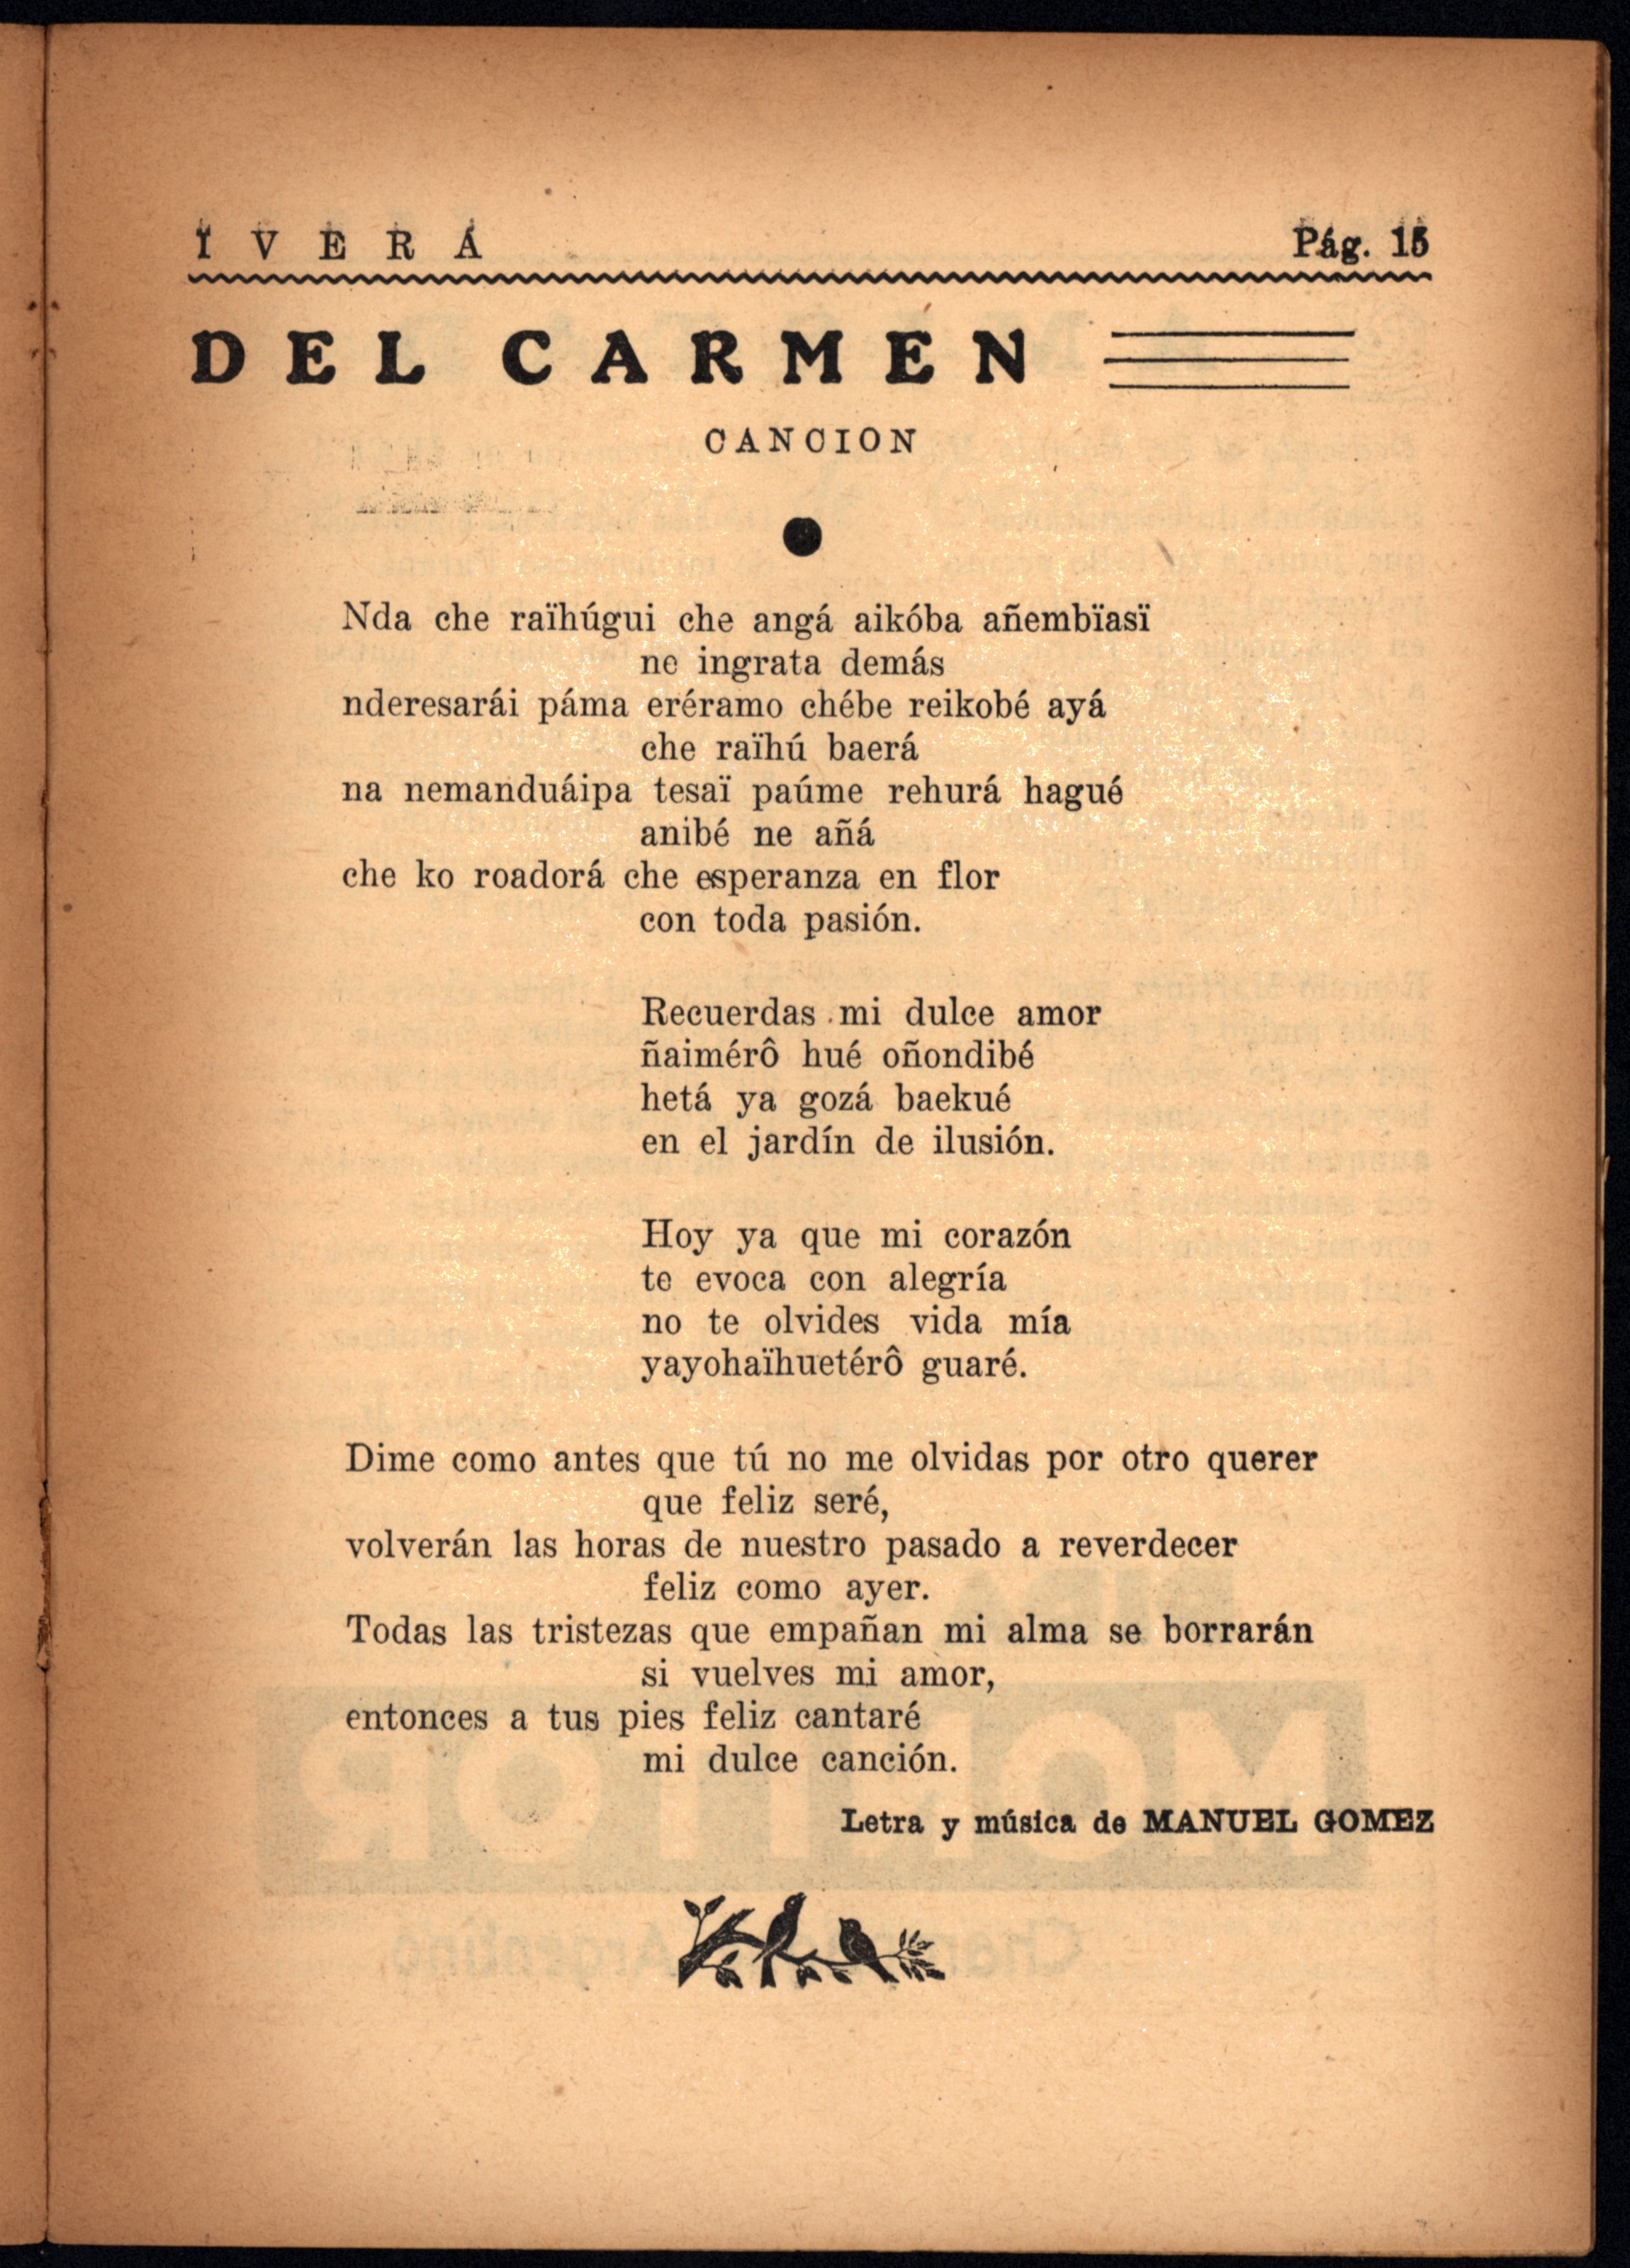 Ï V E R Á
Pág. 15
DEL CARMEN
CANCION
Nda che raïhúgui che angá aikóba añembïasï
ne ingrata demás
nderesarái páma eréramo chébe reikobé ayá
che raïhú baerá
na nemanduáipa tesaï paúme rehurá hagué
anibé ne añá
che ko roadorá che esperanza en flor
con toda pasión.
Recuerdas mi dulce amor
ñaimérô hué oñondibé
hetá ya gozá baekué
en el jardín de ilusión.
Hoy ya que mi corazón
te evoca con alegría
no te olvides vida mía
yayohaïhuetérô guaré.
Dime como antes que tú no me olvidas por otro querer
que feliz seré,
volverán las horas de nuestro pasado a reverdecer
feliz como ayer.
Todas las tristezas que empañan mi alma se borrarán
si vuelves mi amor,
entonces a tus pies feliz cantaré
mi dulce canción.
Letra y música de MANUEL GOMEZ